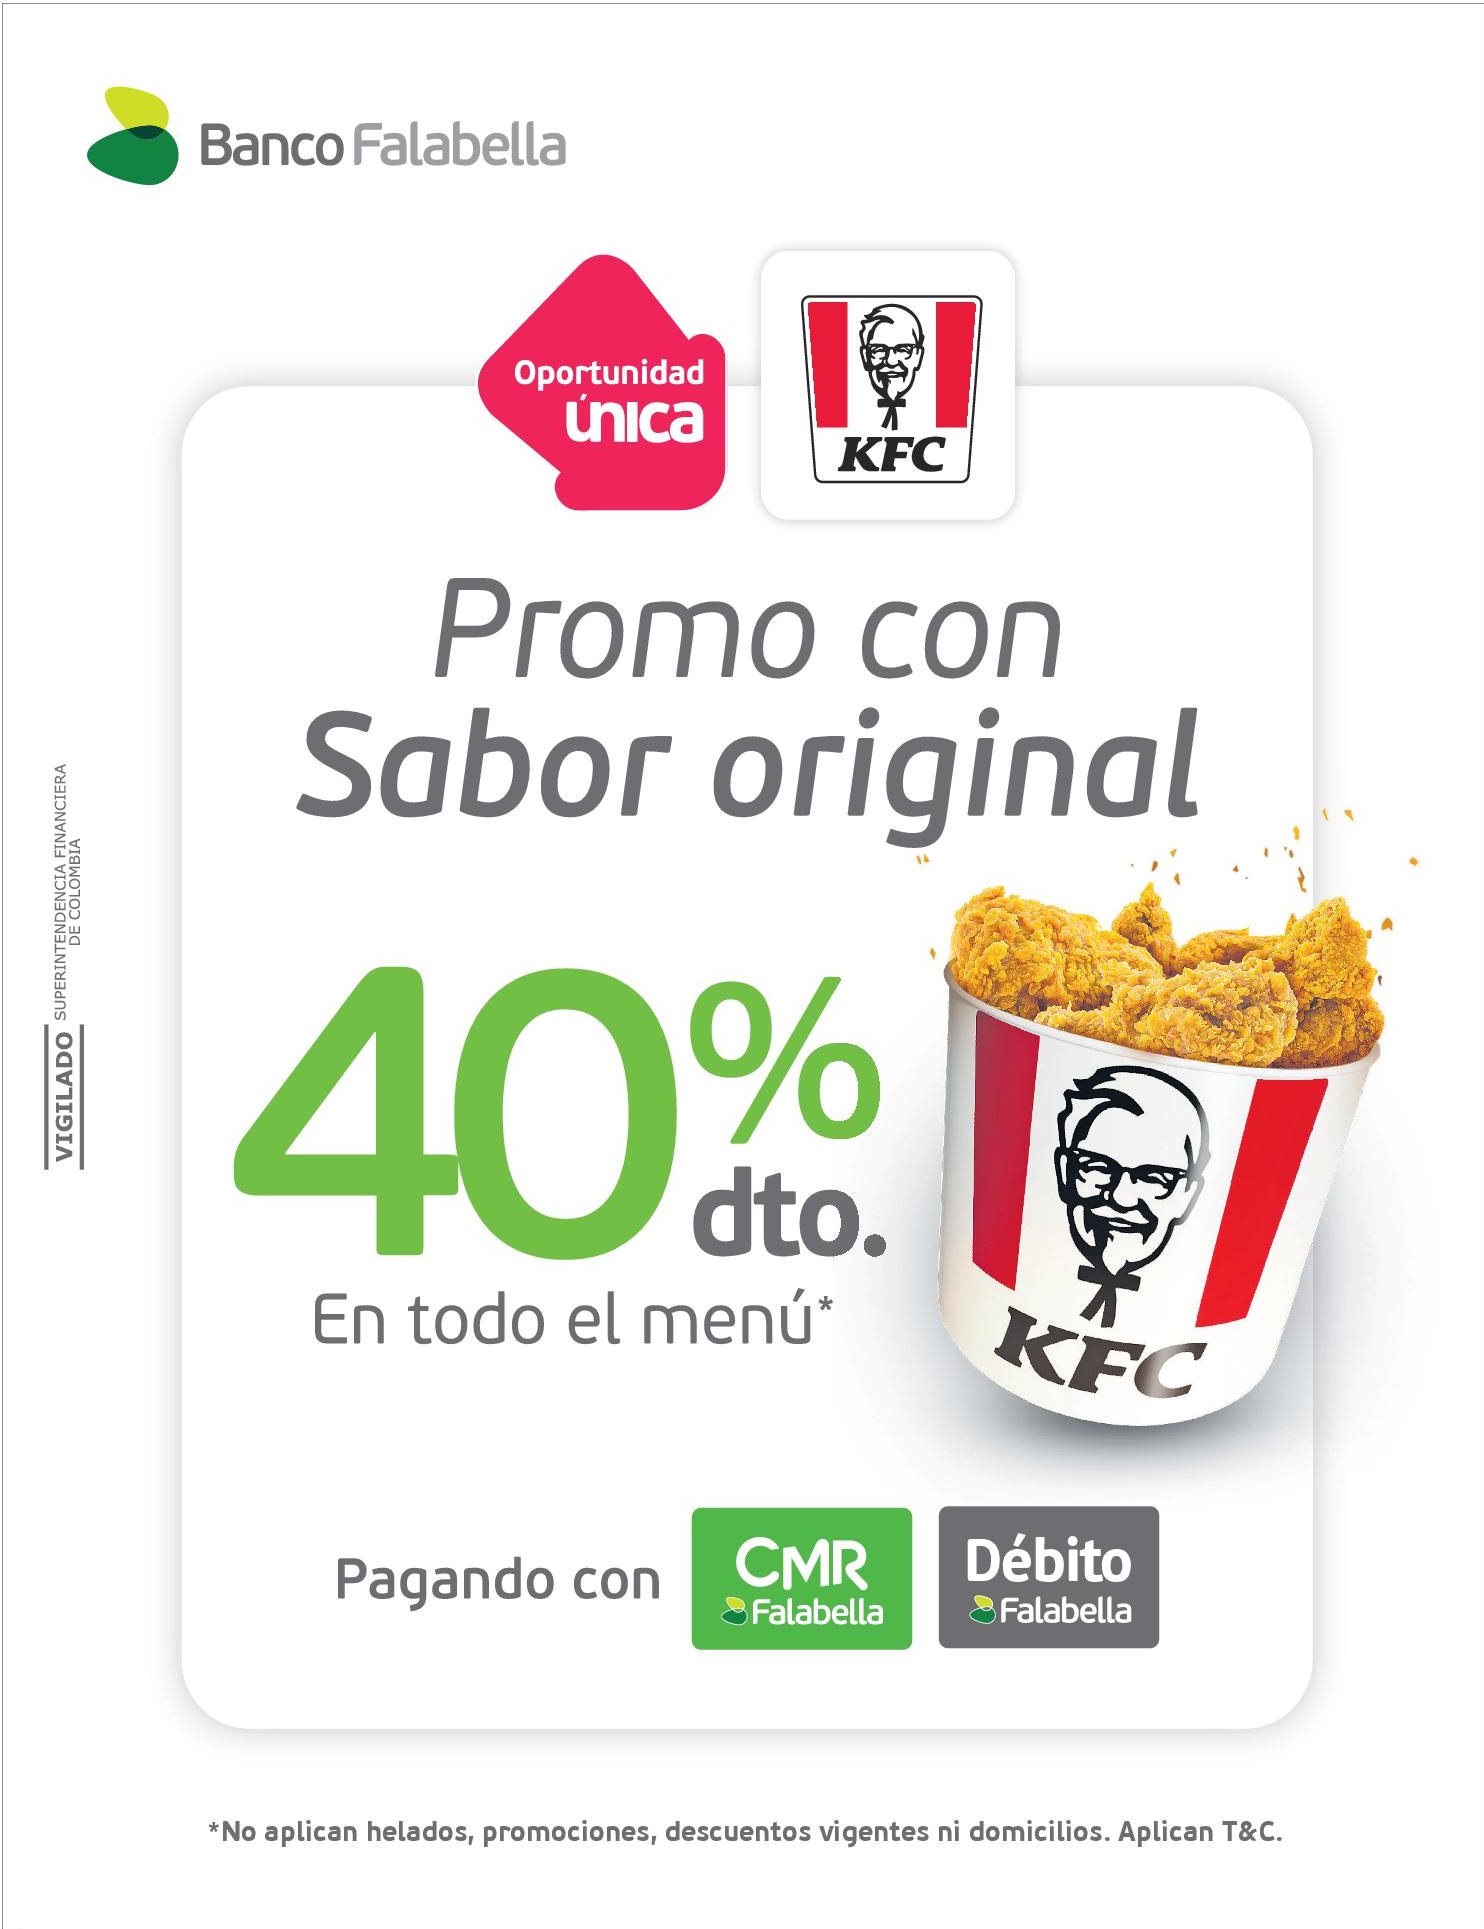 Banco Falabella
Oportunidad
única
KFC
Promo con
Sabor original
40%
dto.
En todo el menú*
KFC
Pagando con
CMR
Falabella
Débito
Falabella
VIGILADO SUPERINTENDENCIA FINANCIERA
DE COLOMBIA
*No aplican helados, promociones, descuentos vigentes ni domicilios. Aplican T&C.